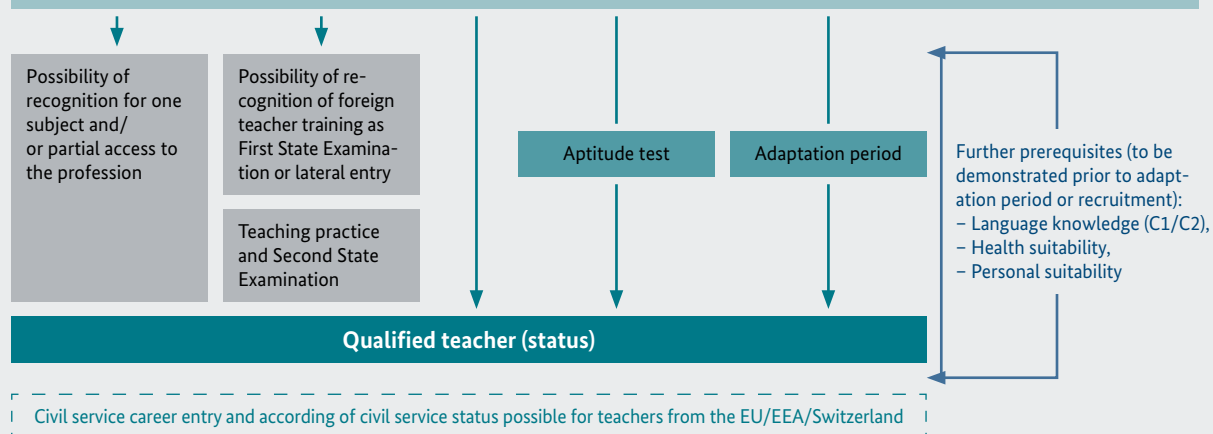 Possibility of
recognition for one
subject and/
or partial access to
the profession
Possibility of re-
cognition of foreign
teacher training as
First State Examina-
tion or lateral entry
Teaching practice
and Second State
Examination
Aptitude test
Adaptation period
Further prerequisites (to be
demonstrated prior to adapt-
ation period or recruitment):
– Language knowledge (C1/C2),
– Health suitability,
– Personal suitability
Qualified teacher (status)
Civil service career entry and according of civil service status possible for teachers from the EU/EEA/Switzerland